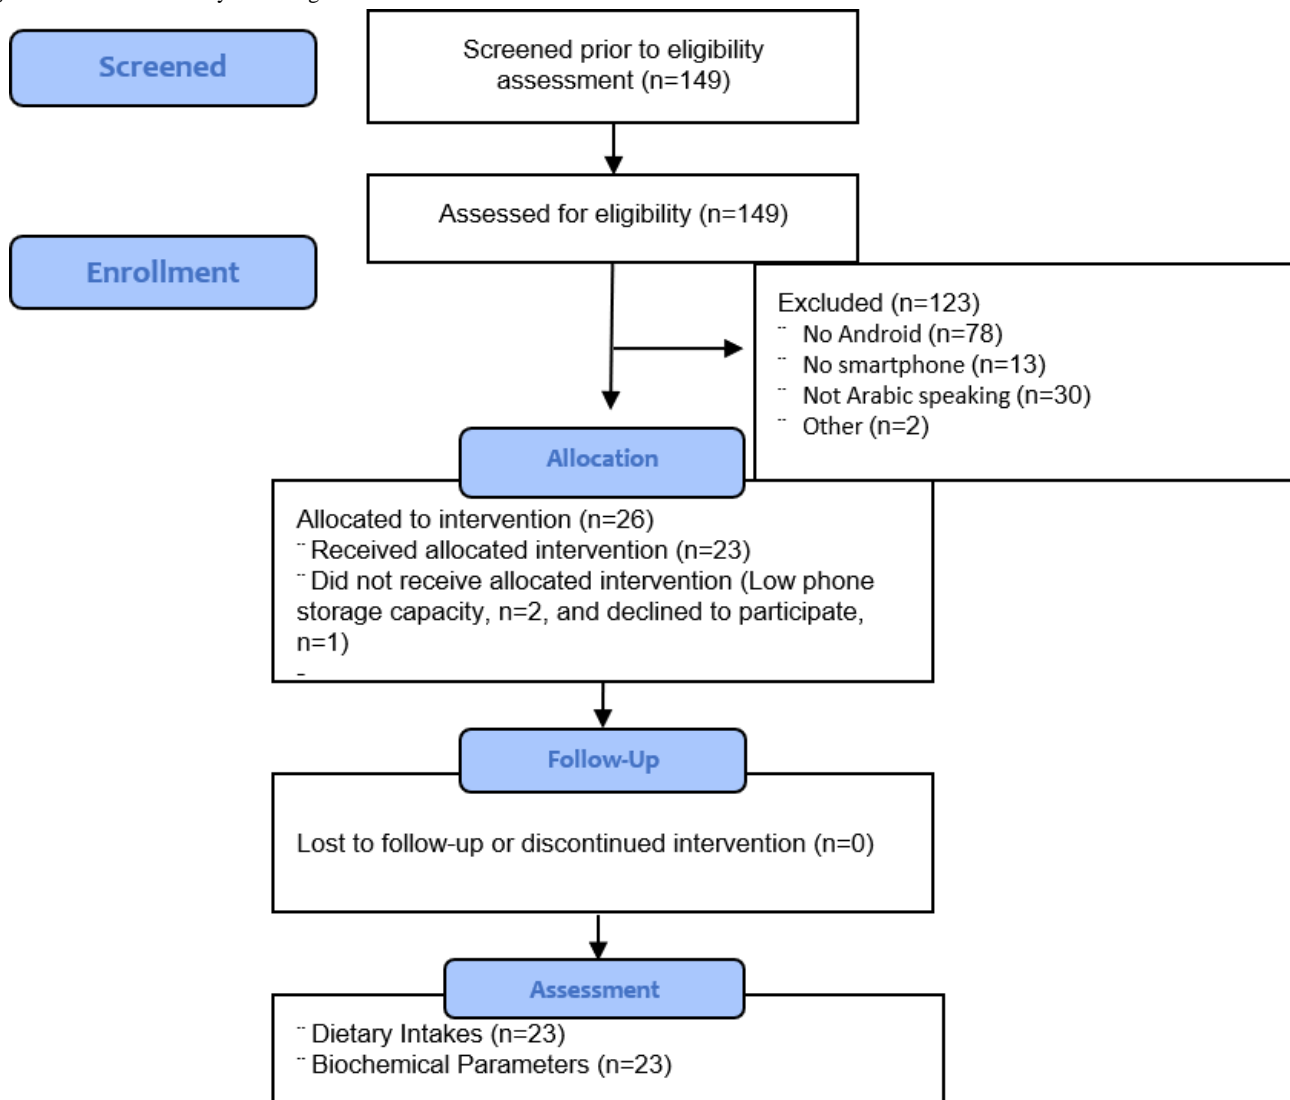 Screened
Screened prior to eligibility
assessment (n=149)
Assessed for eligibility (n=149)
Enrollment
Excluded (n=123)
¨ No Android (n=78)
¨ No smartphone (n=13)
¨ Not Arabic speaking (n=30)
¨ Other (n=2)
Allocation
Allocated to intervention (n=26)
¨ Received allocated intervention (n=23)
¨ Did not receive allocated intervention (Low phone
storage capacity, n=2, and declined to participate,
n=1)
Follow-Up
Lost to follow-up or discontinued intervention (n=0)
Assessment
¨ Dietary Intakes (n=23)
¨ Biochemical Parameters (n=23)